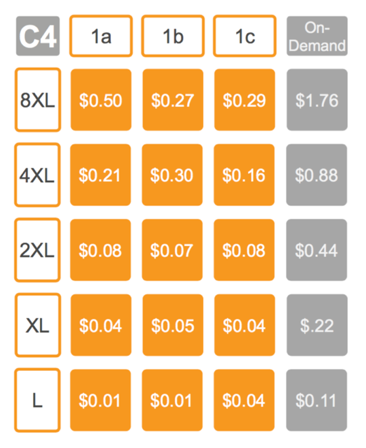 C4 1a 1b 1c On-
Demand
8XL $0.50 $0.27 $0.29 $1.76
4XL $0.21 $0.30 $0.16 $0.88
2XL $0.08 $0.07 $0.08 $0.44
XL $0.04 $0.05 $0.04 $.22
L $0.01 $0.01 $0.04 $0.11